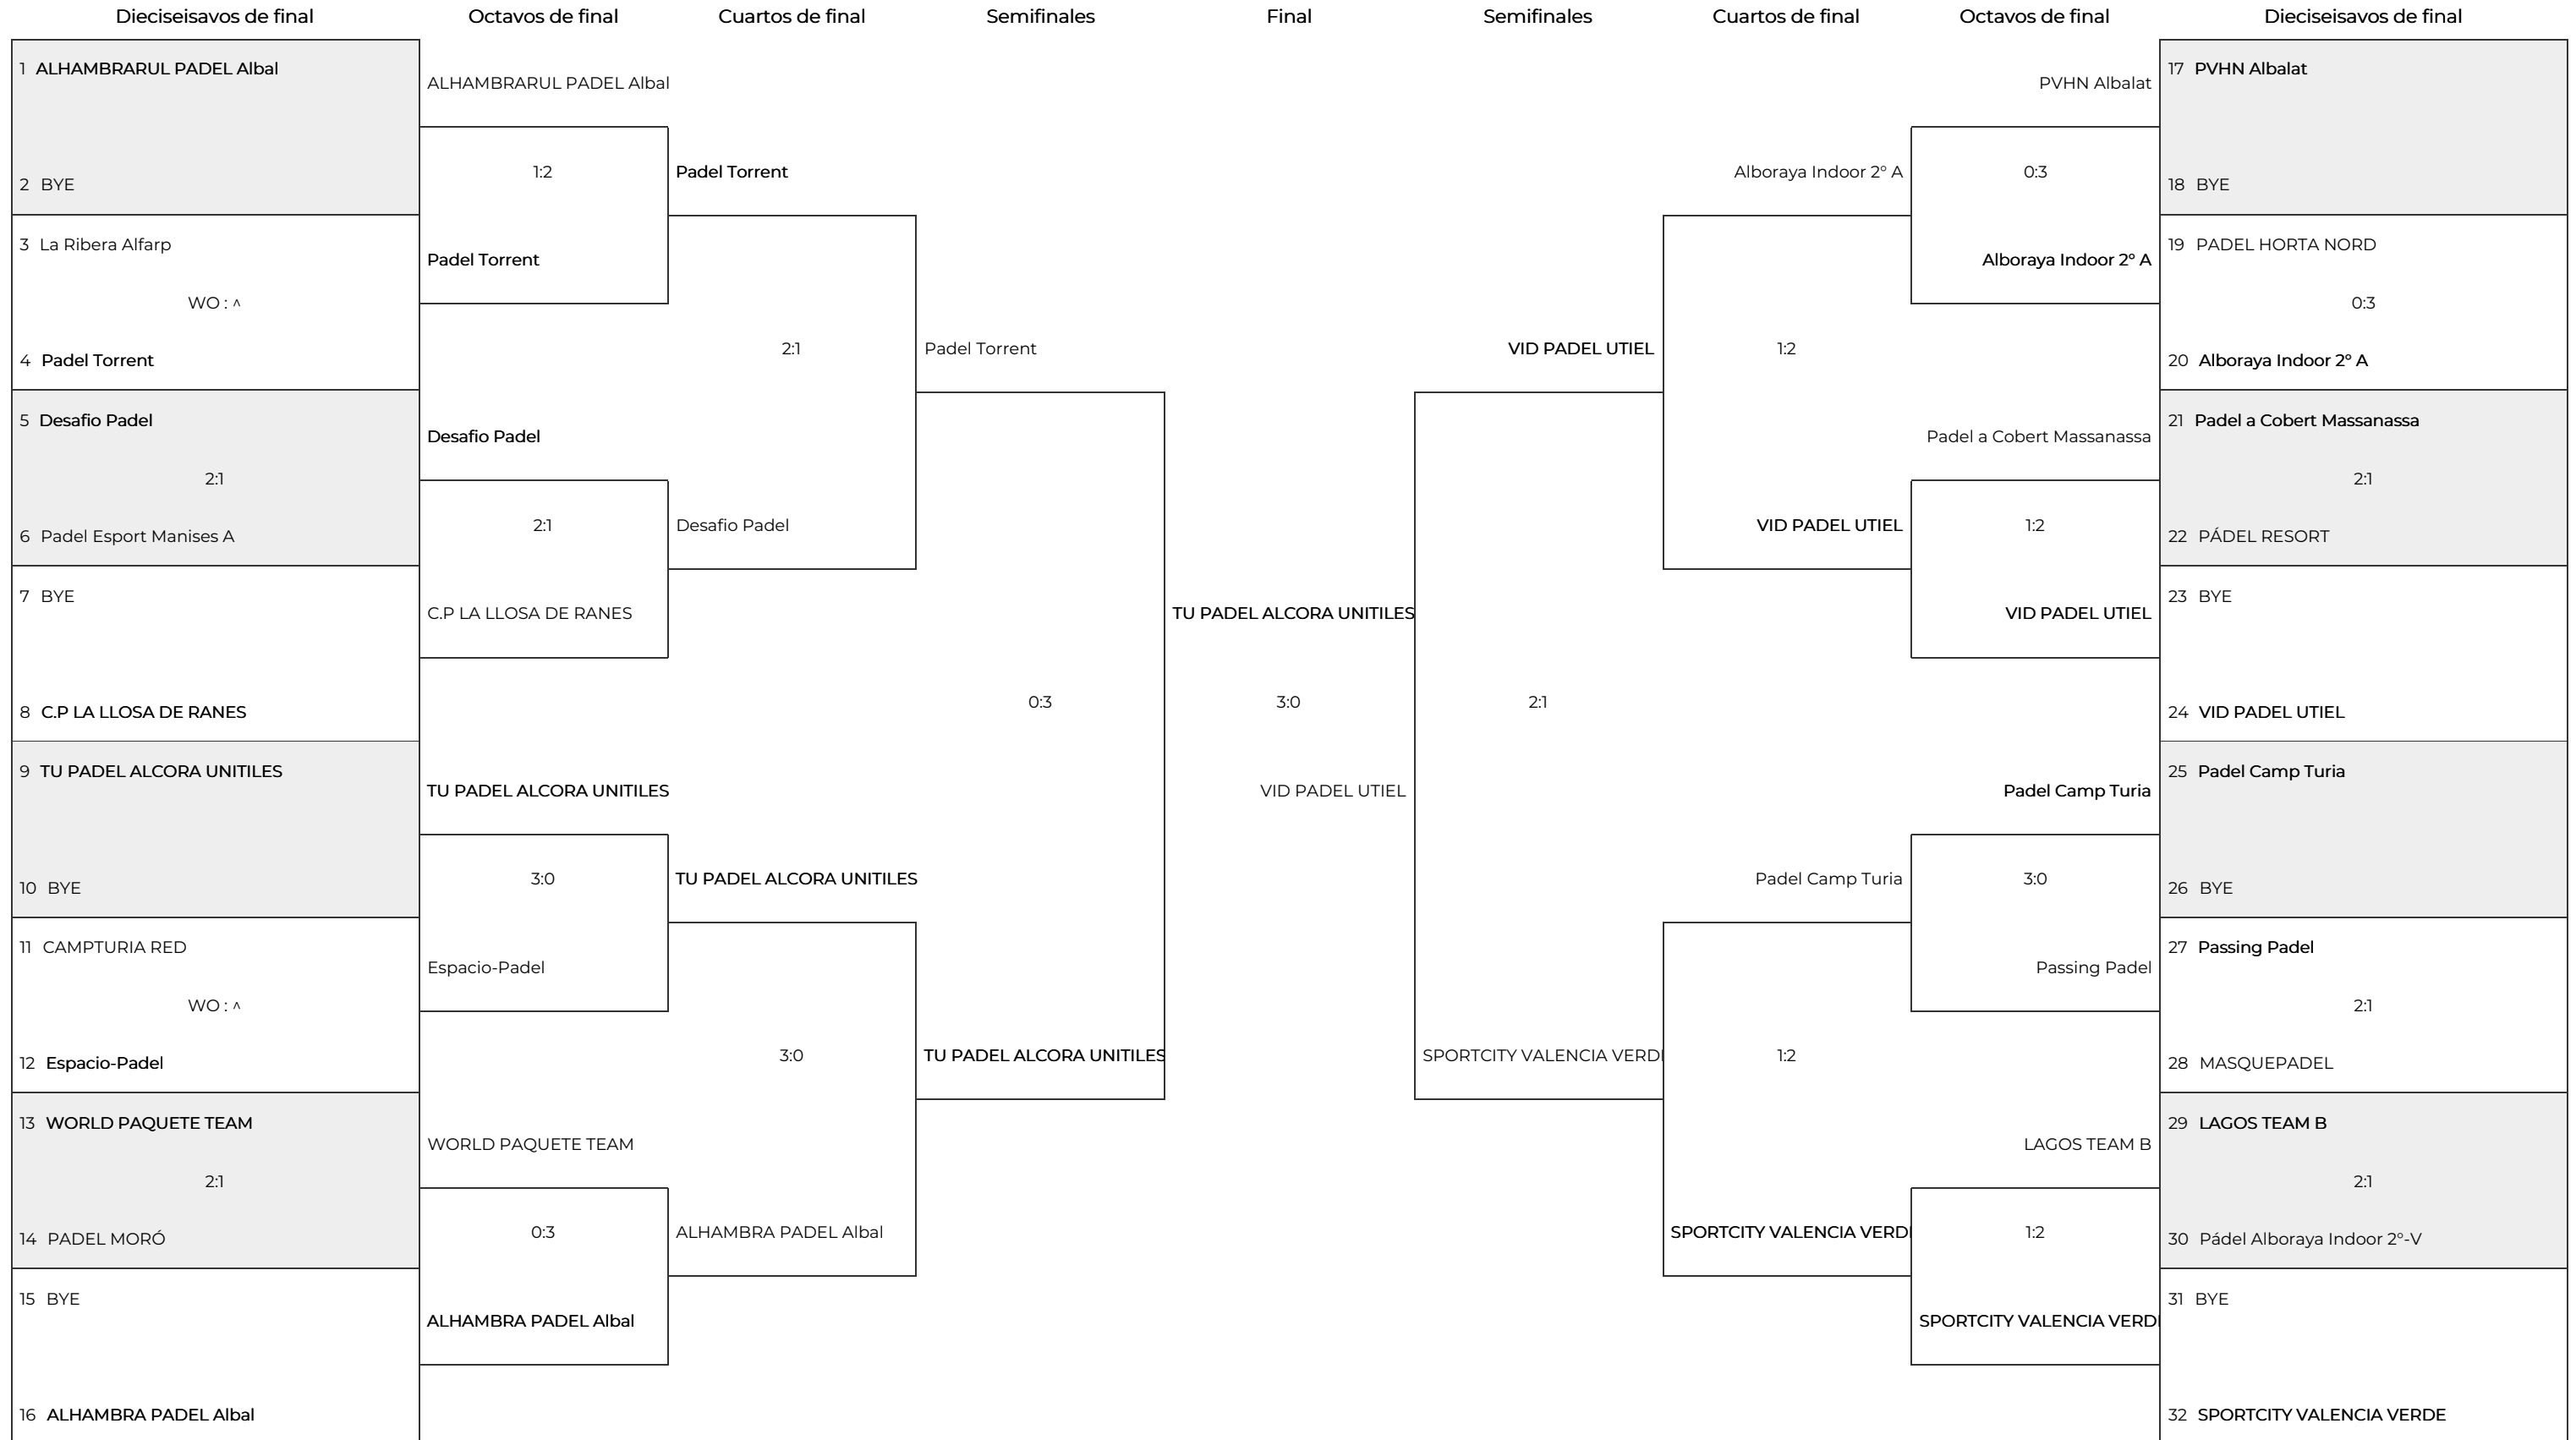 Dieciseisavos de final
Octavos de final
Cuartos de final
Semifinales
Final
Semifinales
Cuartos de final
Octavos de final
Dieciseisavos de final
1 ALHAMBRARUL PADEL Albal
2 BYE
3 La Ribera Alfarp
WO : ^
4 Padel Torrent
5 Desafio Padel
2:1
6 Padel Esport Manises A
7 BYE
8 C.P LA LLOSA DE RANES
9 TU PADEL ALCORA UNITILES
10 BYE
11 CAMPTURIA RED
WO : ^
12 Espacio-Padel
13 WORLD PAQUETE TEAM
2:1
14 PADEL MORÓ
15 BYE
16 ALHAMBRA PADEL Albal
ALHAMBRARUL PADEL Albal
1:2
Padel Torrent
Desafio Padel
2:1
C.P LA LLOSA DE RANES
TU PADEL ALCORA UNITILES
3:0
Espacio-Padel
WORLD PAQUETE TEAM
0:3
ALHAMBRA PADEL Albal
Padel Torrent
2:1
Desafio Padel
TU PADEL ALCORA UNITILES
3:0
ALHAMBRA PADEL Albal
Padel Torrent
0:3
TU PADEL ALCORA UNITILES
TU PADEL ALCORA UNITILES
3:0
VID PADEL UTIEL
VID PADEL UTIEL
2:1
SPORTCITY VALENCIA VERD
Alboraya Indoor 2º A
1:2
VID PADEL UTIEL
Padel Camp Turia
1:2
SPORTCITY VALENCIA VERD
PVHN Albalat
0:3
Alboraya Indoor 2º A
Padel a Cobert Massanassa
1:2
VID PADEL UTIEL
Padel Camp Turia
3:0
Passing Padel
LAGOS TEAM B
1:2
SPORTCITY VALENCIA VERD
17 PVHN Albalat
18 BYE
19 PADEL HORTA NORD
0:3
20 Alboraya Indoor 2º A
21 Padel a Cobert Massanassa
2:1
22 PÁDEL RESORT
23 BYE
24 VID PADEL UTIEL
25 Padel Camp Turia
26 BYE
27 Passing Padel
2:1
28 MASQUEPADEL
29 LAGOS TEAM B
2:1
30 Pádel Alboraya Indoor 2º-V
31 BYE
32 SPORTCITY VALENCIA VERDE